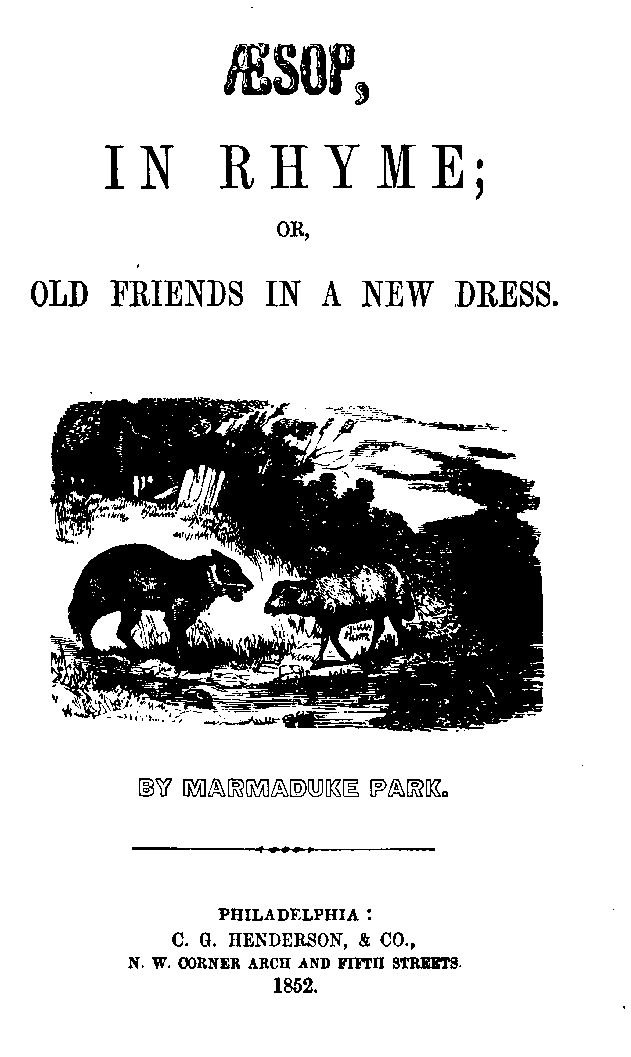 ÆSOP,
IN RHYME;
OR,
OLD FRIENDS IN A NEW DRESS.
BY MARMADUKE PARK.
PHILADELPHIA:
C. G. HENDERSON, & CO.,
N. W. CORNER ARCH AND FIFTH STREETS.
1852.